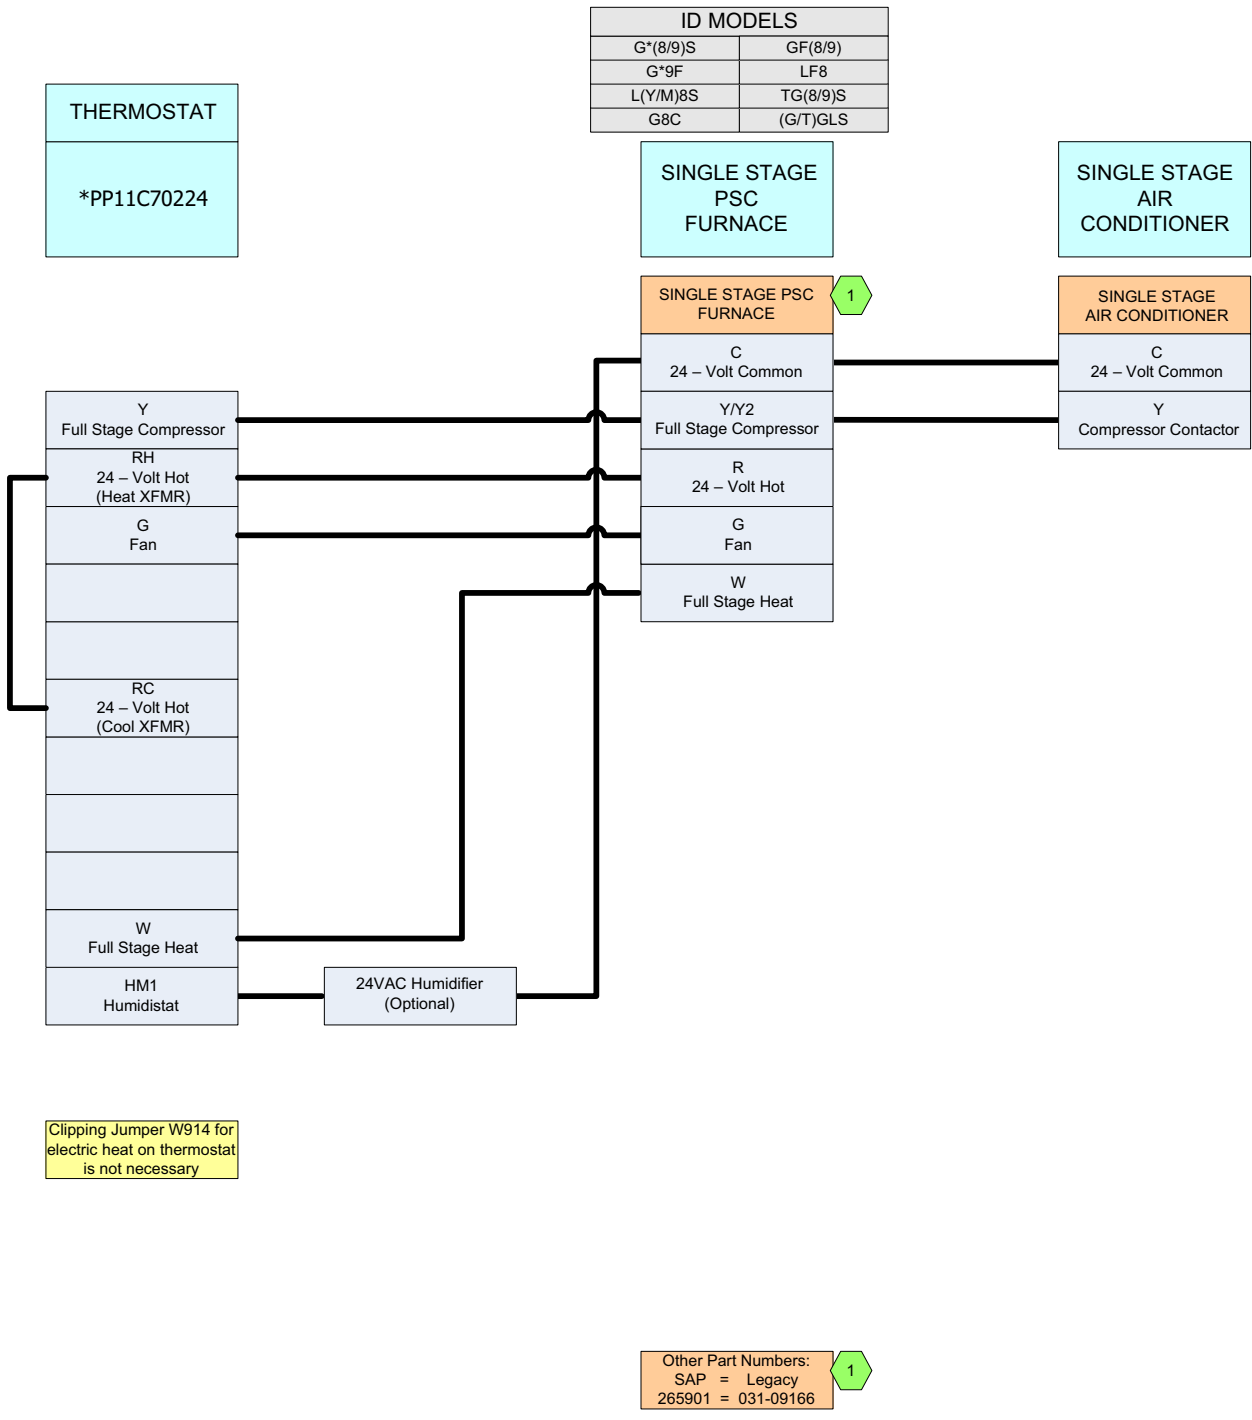 ID MODELS
G*(8/9)S GF(8/9)
G*9F LF8
L(Y/M)8S TG(8/9)S
G8C (G/T)GLS
THERMOSTAT
*PP11C70224
SINGLE STAGE
PSC
FURNACE
SINGLE STAGE
AIR
CONDITIONER
SINGLE STAGE PSC
FURNACE
1
SINGLE STAGE
AIR CONDITIONER
C
24 – Volt Common
C
24 – Volt Common
Y
Full Stage Compressor
Y/Y2
Full Stage Compressor
Y
Compressor Contactor
RH
24 – Volt Hot
(Heat XFMR)
R
24 – Volt Hot
G
Fan
G
Fan
W
Full Stage Heat
RC
24 – Volt Hot
(Cool XFMR)
W
Full Stage Heat
HM1
Humidistat
24VAC Humidifier
(Optional)
Clipping Jumper W914 for
electric heat on thermostat
is not necessary
Other Part Numbers:
SAP = Legacy
265901 = 031-09166
1